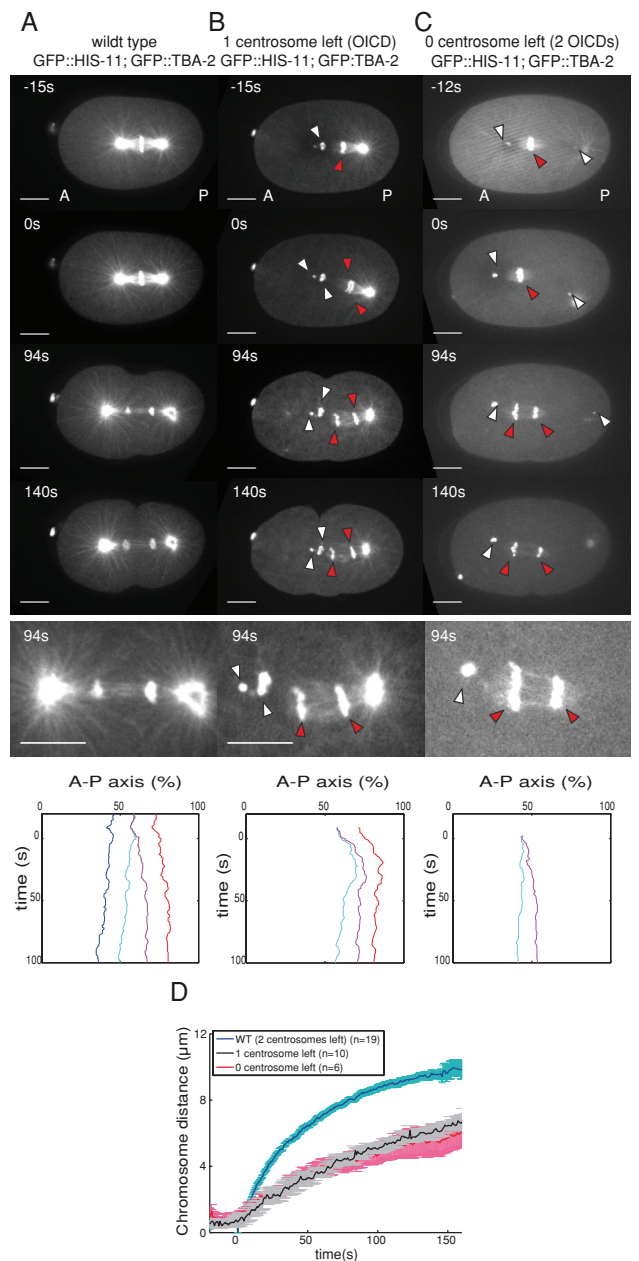 A
wildt type
GFP::HIS-11; GFP::TBA-2
B
1 centrosome left (OICD)
GFP::HIS-11; GFP:TBA-2
C
0 centrosome left (2 OICDs)
GFP::HIS-11; GFP::TBA-2
-15s
A
P
-15s
A
P
-12s
A
P
0s
0s
0s
94s
94s
94s
140s
140s
140s
94s
94s
94s
A-P axis (%)
0
50
100
time (s)
0
50
100
A-P axis (%)
0
50
100
time (s)
0
50
100
A-P axis (%)
0
50
100
time (s)
0
50
100
D
Chromosome distance (µm)
12
8
4
0
WT (2 centrosomes left) (n=19)
1 centrosome left (n=10)
0 centrosome left (n=6)
0
50
100
150
time(s)